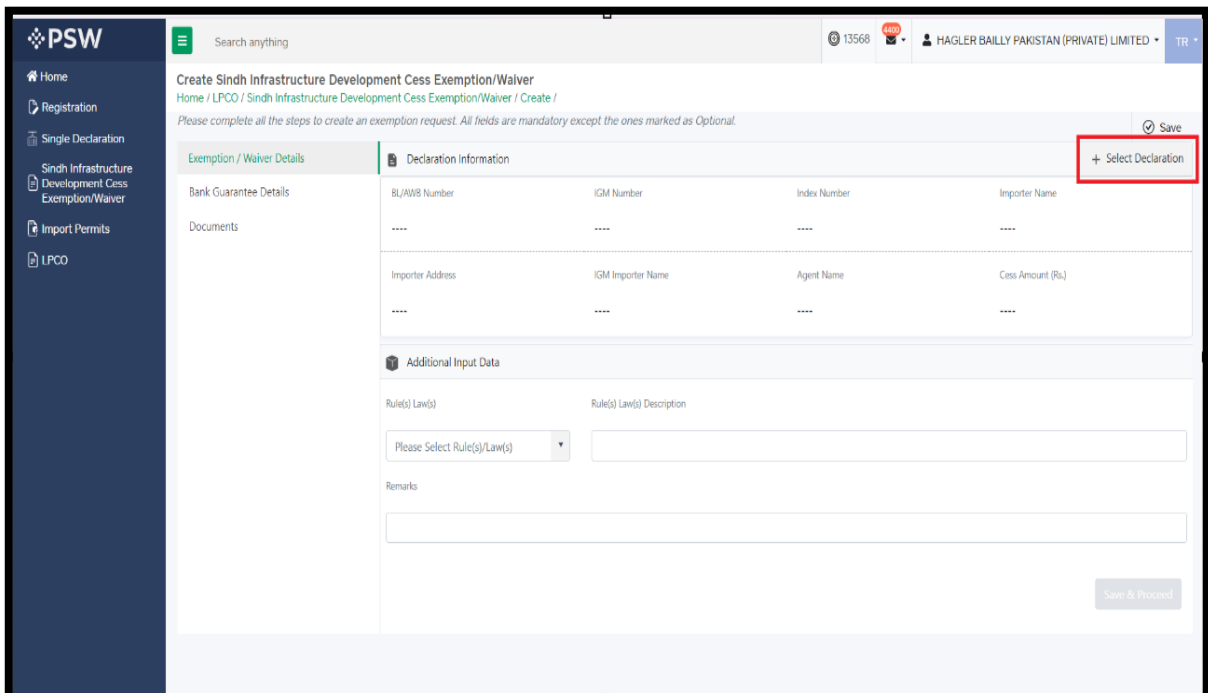 PSW
Search anything
13568
4400
HAGLER BAILLY PAKISTAN (PRIVATE) LIMITED
TR
Home
Registration
Single Declaration
Sindh Infrastructure
Development Cess
Exemption/Waiver
Import Permits
LPCO
Create Sindh Infrastructure Development Cess Exemption/Waiver
Home / LPCO / Sindh Infrastructure Development Cess Exemption/Waiver / Create /
Please complete all the steps to create an exemption request. All fields are mandatory except the ones marked as Optional.
Save
Exemption / Waiver Details
Bank Guarantee Details
Documents
Declaration Information
+ Select Declaration
BL/AWB Number IGM Number Index Number Importer Name
---- ---- ---- ----
Importer Address IGM Importer Name Agent Name Cess Amount (Rs.)
---- ---- ---- ----
Additional Input Data
Rule(s) Law(s) Rule(s) Law(s) Description
Please Select Rule(s)/Law(s)
Remarks
Save & Proceed